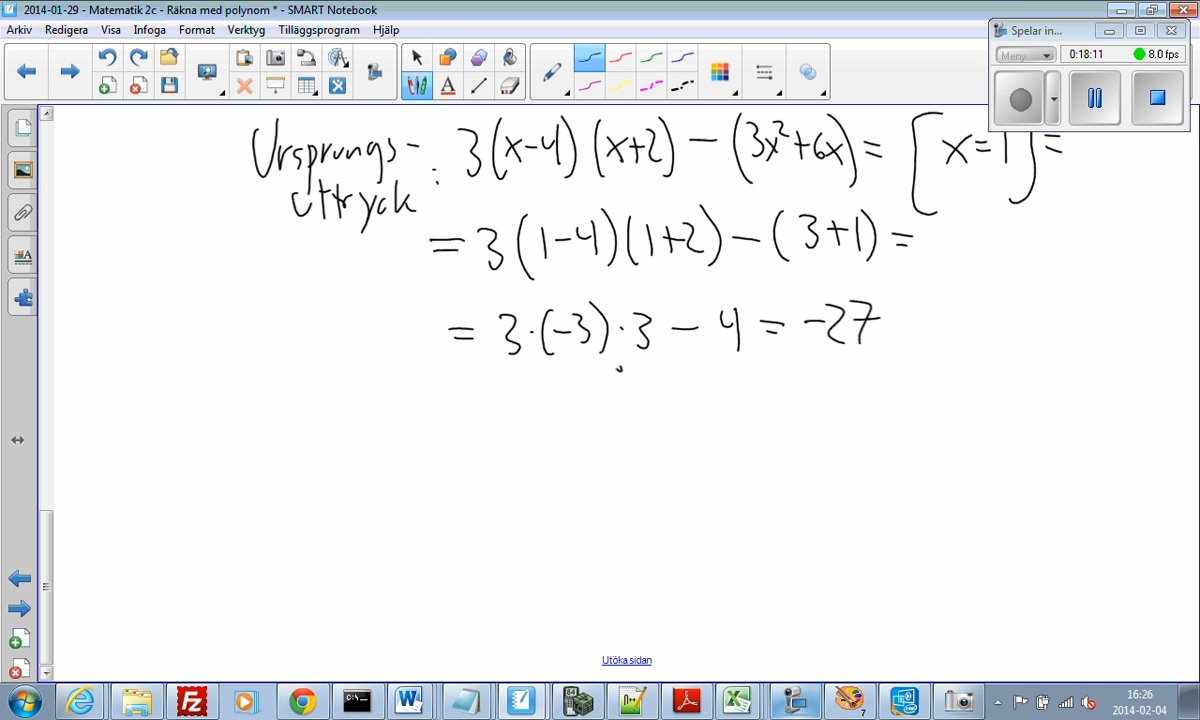 2014-01-29 - Matematik 2c - Räkna med polynom * - SMART Notebook
Arkiv Redigera Visa Infoga Format Verktyg Tilläggsprogram Hjälp
Spelar in...
Meny 0:18:11 8.0 fps
Ursprungs-
uttryck : 3(x-4)(x+2) - (3x²+6x) = [x=1] =
= 3(1-4)(1+2) - (3+1) =
= 3·(-3)·3 - 4 = -27
Utöka sidan
16:26
2014-02-04